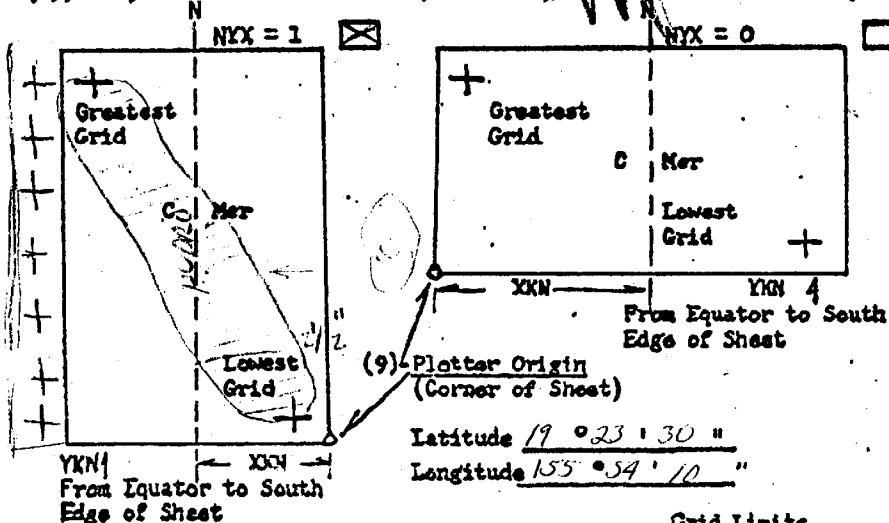 N
NYX = 1
Greatest
Grid
C Mer
Lowest
Grid
YKN
XKN
From Equator to South
Edge of Sheet
N
NYX = 0
Greatest
Grid
C Mer
Lowest
Grid
XKN
YKN
From Equator to South
Edge of Sheet
(9) Plotter Origin
(Corner of Sheet)
Latitude 19 ° 23 ' 30 "
Longitude 155 ° 54 ' 10 "
Grid Limits